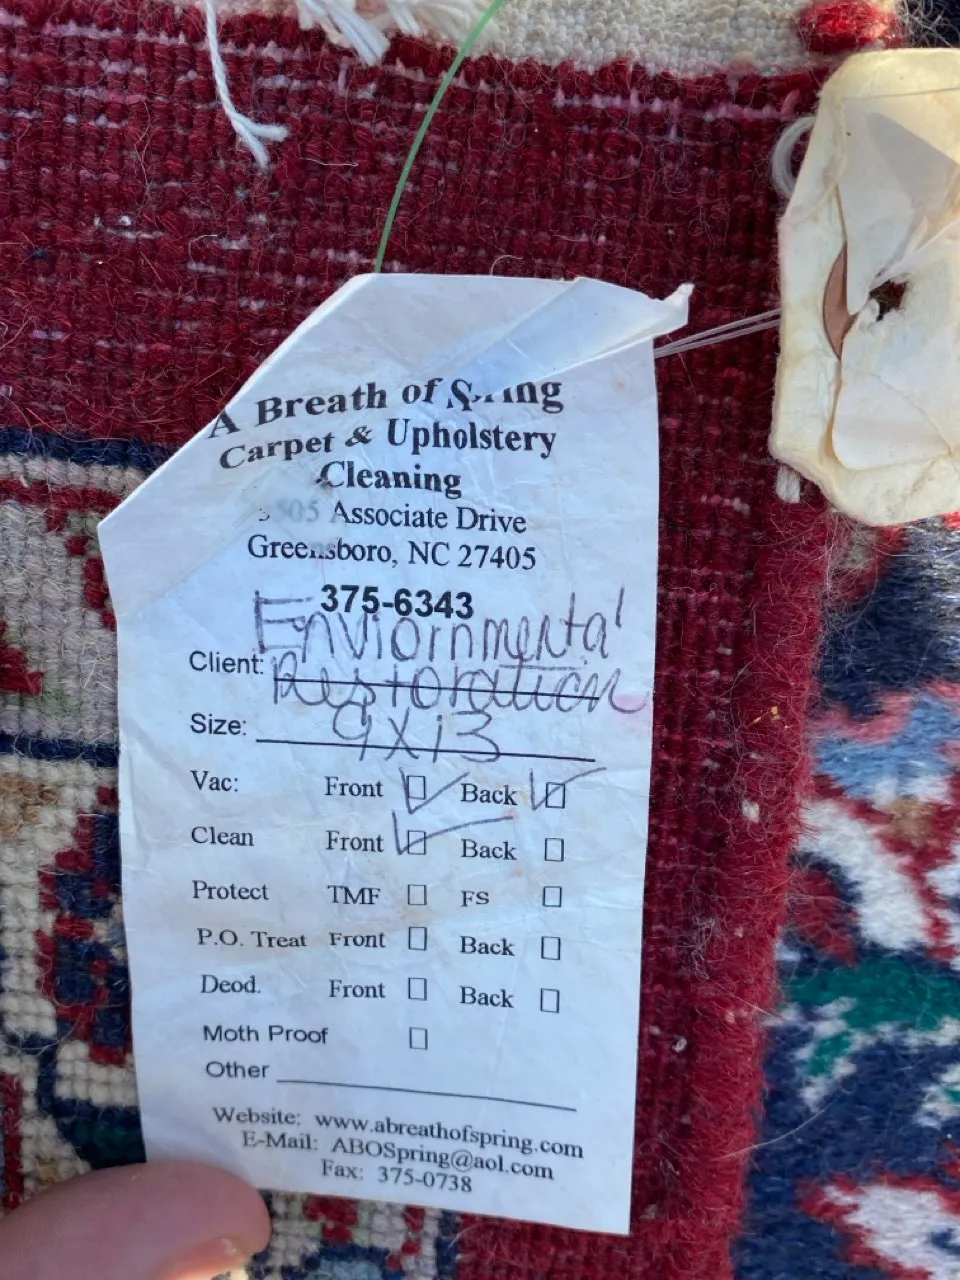 A Breath of Spring
Carpet & Upholstery
Cleaning
505 Associate Drive
Greensboro, NC 27405
375-6343
Enviornmental
Client: Restoration
Size: 9x13
Vac: Front Back
Clean Front Back
Protect TMF FS
P.O. Treat Front Back
Deod. Front Back
Moth Proof
Other
Website: www.abreathofspring.com
E-Mail: ABOSpring@aol.com
Fax: 375-0738